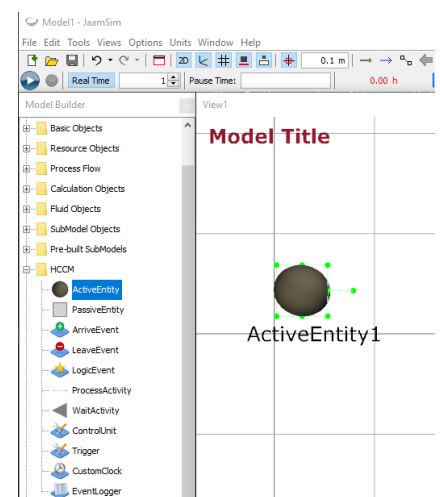 Model1 - JaamSim
File Edit Tools Views Options Units Window Help
2D 0.1 m
Real Time 1 Pause Time: 0.00 h
Model Builder
View1
Basic Objects
Resource Objects
Process Flow
Calculation Objects
Fluid Objects
SubModel Objects
Pre-built SubModels
HCCM
ActiveEntity
PassiveEntity
ArriveEvent
LeaveEvent
LogicEvent
ProcessActivity
WaitActivity
ControlUnit
Trigger
CustomClock
EventLogger
Model Title
ActiveEntity1